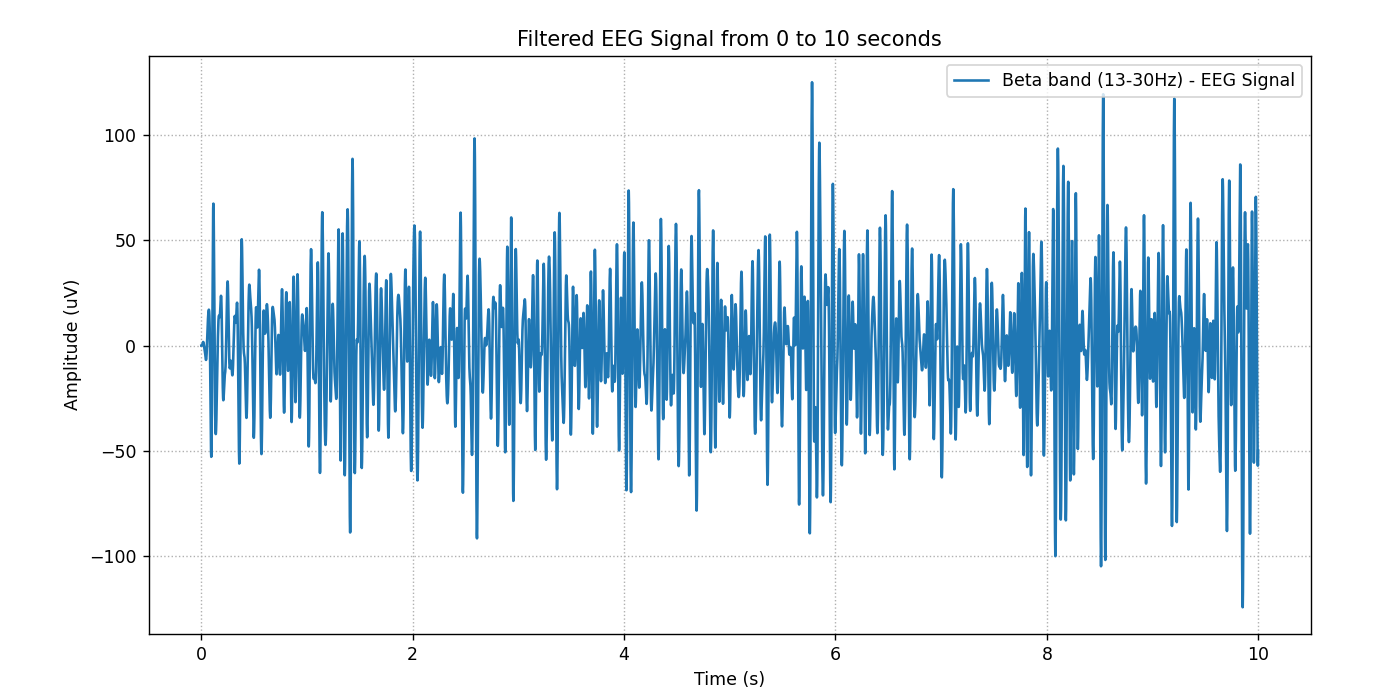 Filtered EEG Signal from 0 to 10 seconds
Beta band (13-30Hz) - EEG Signal
100
50
0
−50
−100
Amplitude (uV)
0 2 4 6 8 10
Time (s)